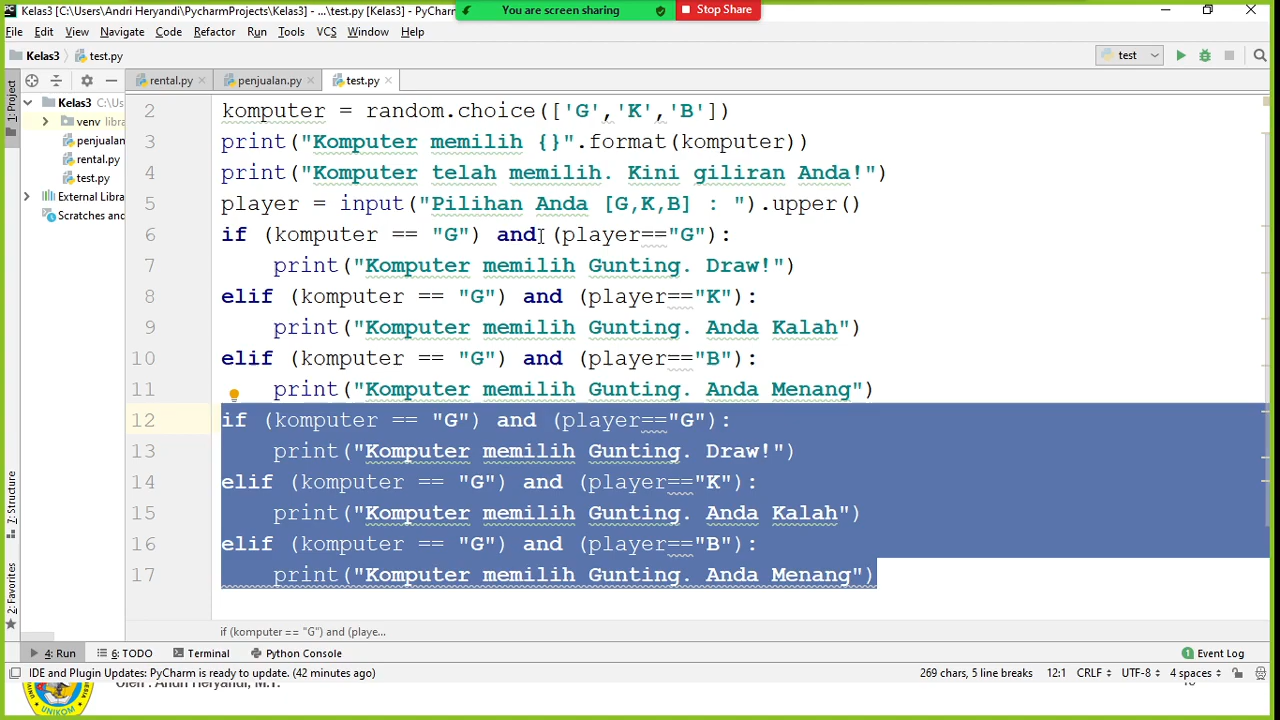 Kelas3 [C:\Users\Andri Heryandi\PycharmProjects\Kelas3] - ...\test.py [Kelas3] - PyCharm
You are screen sharing
Stop Share
File Edit View Navigate Code Refactor Run Tools VCS Window Help
Kelas3 test.py
test
1: Project
rental.py penjualan.py test.py
Kelas3 C:\Us
venv libra
penjualan
rental.py
test.py
External Libra
Scratches and
2 komputer = random.choice(['G','K','B'])
3 print("Komputer memilih {}".format(komputer))
4 print("Komputer telah memilih. Kini giliran Anda!")
5 player = input("Pilihan Anda [G,K,B] : ").upper()
6 if (komputer == "G") and (player=="G"):
7 print("Komputer memilih Gunting. Draw!")
8 elif (komputer == "G") and (player=="K"):
9 print("Komputer memilih Gunting. Anda Kalah")
10 elif (komputer == "G") and (player=="B"):
11 print("Komputer memilih Gunting. Anda Menang")
12 if (komputer == "G") and (player=="G"):
13 print("Komputer memilih Gunting. Draw!")
14 elif (komputer == "G") and (player=="K"):
15 print("Komputer memilih Gunting. Anda Kalah")
16 elif (komputer == "G") and (player=="B"):
17 print("Komputer memilih Gunting. Anda Menang")
7: Structure
2: Favorites
if (komputer == "G") and (playe...
4: Run 6: TODO Terminal Python Console Event Log
IDE and Plugin Updates: PyCharm is ready to update. (42 minutes ago) 269 chars, 5 line breaks 12:1 CRLF UTF-8 4 spaces
Oleh : Andri Heryandi, M.T.
UNIKOM